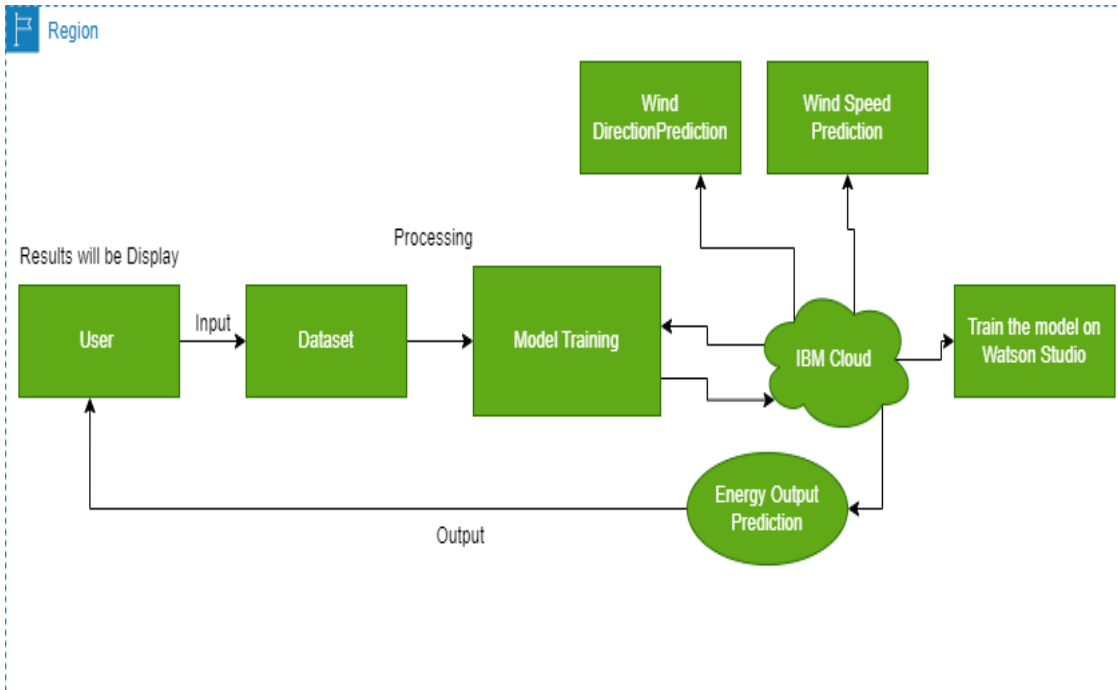 Region
Wind
DirectionPrediction
Wind Speed
Prediction
Processing
Results will be Display
User
Input
Dataset
Model Training
IBM Cloud
Train the model on
Watson Studio
Energy Output
Prediction
Output